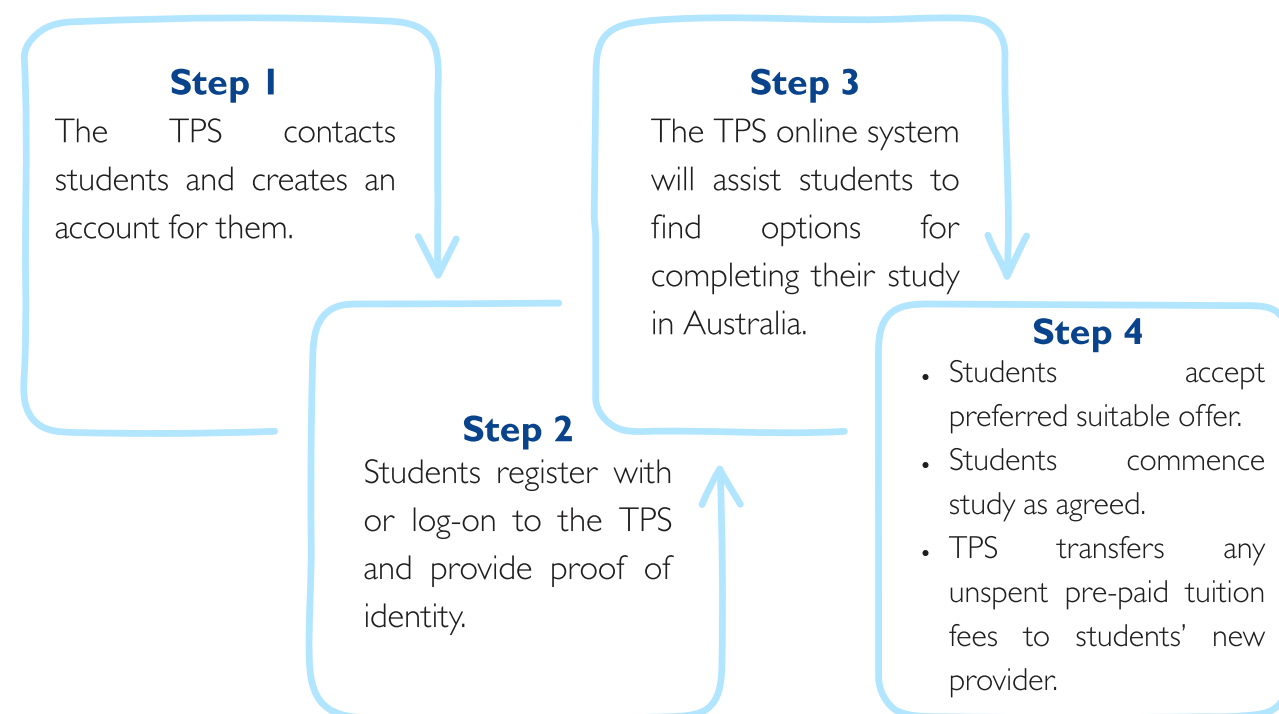 Step 1
The TPS contacts
students and creates an
account for them.
Step 2
Students register with
or log-on to the TPS
and provide proof of
identity.
Step 3
The TPS online system
will assist students to
find options for
completing their study
in Australia.
Step 4
• Students accept
preferred suitable offer.
• Students commence
study as agreed.
• TPS transfers any
unspent pre-paid tuition
fees to students’ new
provider.